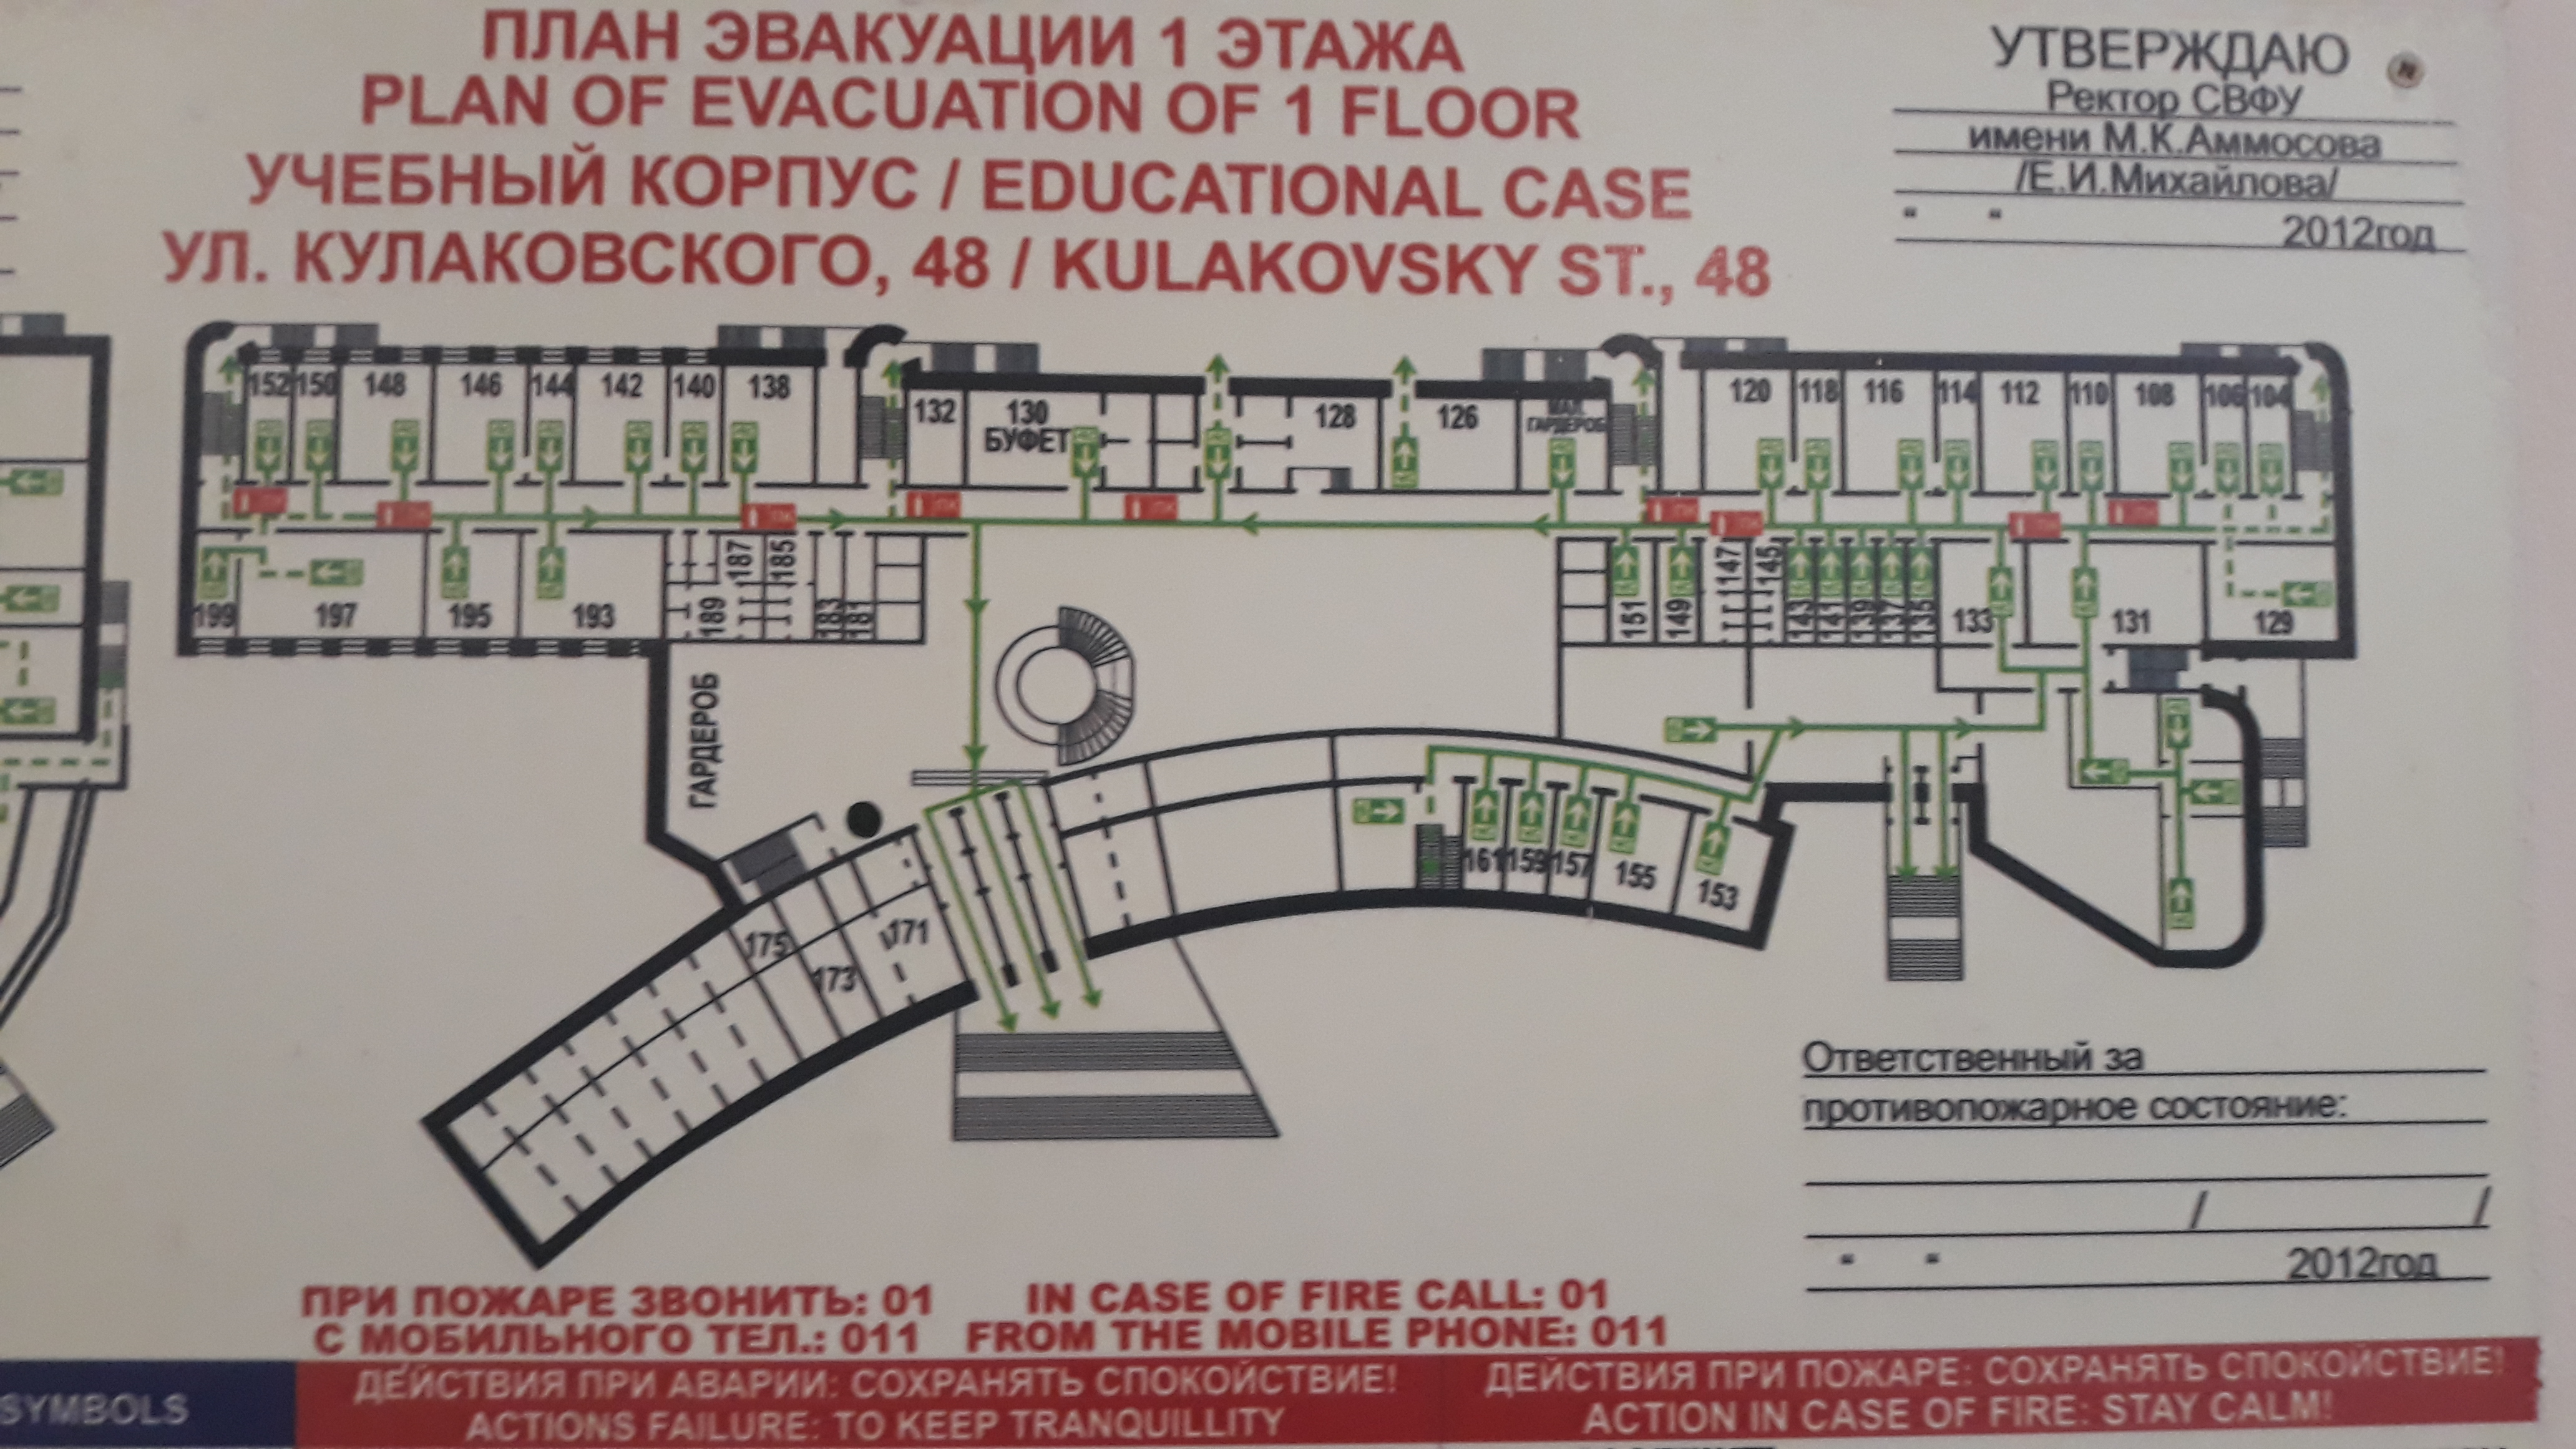 ПЛАН ЭВАКУАЦИИ 1 ЭТАЖА
PLAN OF EVACUATION OF 1 FLOOR
УЧЕБНЫЙ КОРПУС / EDUCATIONAL CASE
УЛ. КУЛАКОВСКОГО, 48 / KULAKOVSKY ST., 48
УТВЕРЖДАЮ
Ректор СВФУ
имени М.К.Аммосова
/Е.И.Михайлова/
" " 2012год
152 150 148 146 144 142 140 138
132 130 128 126
БУФЕТ
ГАРДЕРОБ
120 118 116 114 112 110 108 106 104
199 197 195 193 189 187 185 183 181
151 149 147 145 143 141 139 137 135 133 131 129
ГАРДЕРОБ
161 159 157 155 153
175 173 171
Ответственный за
противопожарное состояние:
/ /
" " 2012год
ПРИ ПОЖАРЕ ЗВОНИТЬ: 01 IN CASE OF FIRE CALL: 01
С МОБИЛЬНОГО ТЕЛ.: 011 FROM THE MOBILE PHONE: 011
SYMBOLS
ДЕЙСТВИЯ ПРИ АВАРИИ: СОХРАНЯТЬ СПОКОЙСТВИЕ!
ACTIONS FAILURE: TO KEEP TRANQUILLITY
ДЕЙСТВИЯ ПРИ ПОЖАРЕ: СОХРАНЯТЬ СПОКОЙСТВИЕ!
ACTION IN CASE OF FIRE: STAY CALM!